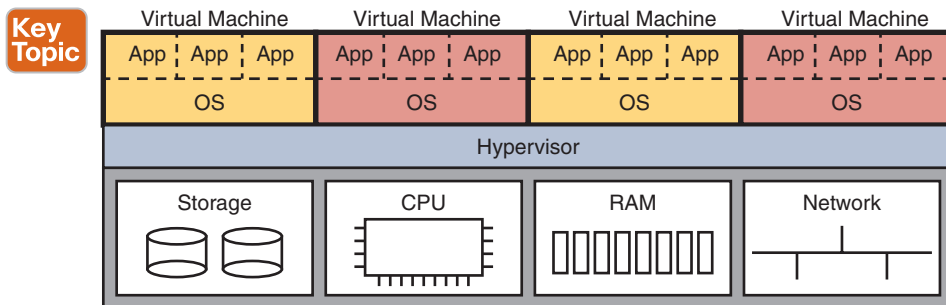 Key
Topic
Virtual Machine Virtual Machine Virtual Machine Virtual Machine
App App App App App App App App App App App App
OS OS OS OS
Hypervisor
Storage CPU RAM Network